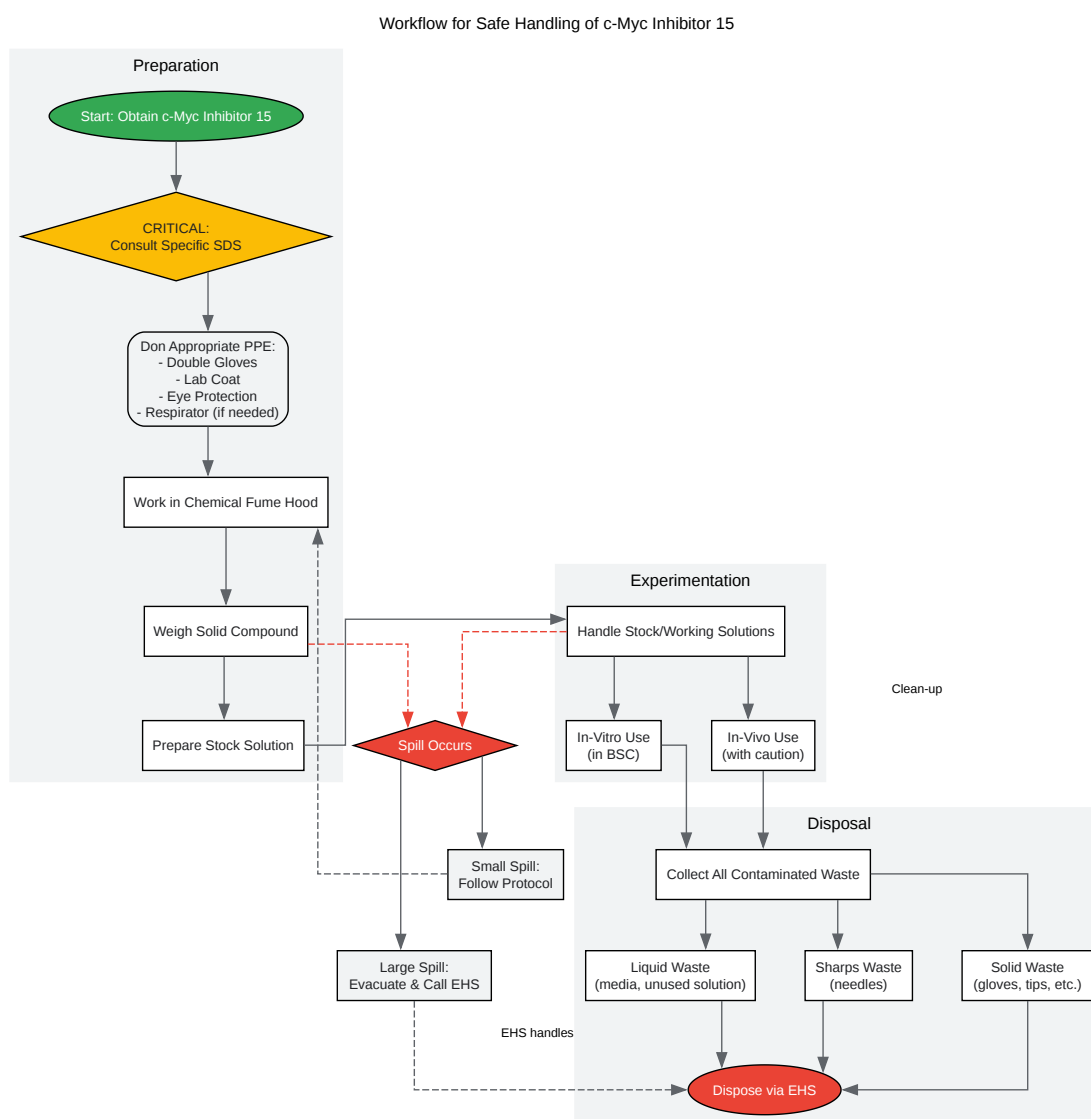 Workflow for Safe Handling of c-Myc Inhibitor 15
Preparation
Start: Obtain c-Myc Inhibitor 15
CRITICAL:
Consult Specific SDS
Don Appropriate PPE:
- Double Gloves
- Lab Coat
- Eye Protection
- Respirator (if needed)
Work in Chemical Fume Hood
Weigh Solid Compound
Prepare Stock Solution
Experimentation
Handle Stock/Working Solutions
In-Vitro Use
(in BSC)
In-Vivo Use
(with caution)
Clean-up
Spill Occurs
Small Spill:
Follow Protocol
Large Spill:
Evacuate & Call EHS
EHS handles
Disposal
Collect All Contaminated Waste
Liquid Waste
(media, unused solution)
Sharps Waste
(needles)
Solid Waste
(gloves, tips, etc.)
Dispose via EHS